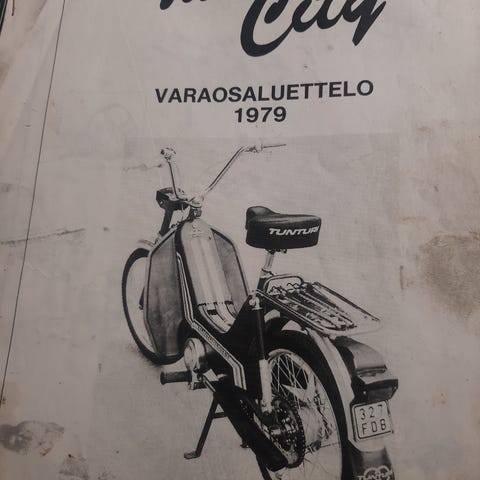 City
VARAOSALUETTELO
1979
TUNTURI
327
FDB